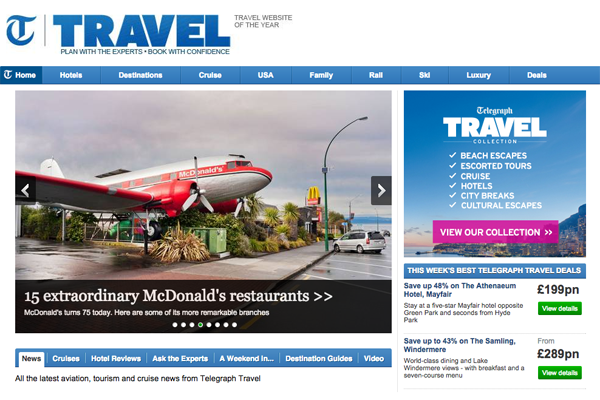 TRAVEL
TRAVEL WEBSITE
OF THE YEAR
PLAN WITH THE EXPERTS • BOOK WITH CONFIDENCE
Home Hotels Destinations Cruise USA Family Rail Ski Luxury Deals
McDonald's
McDonald's
15 extraordinary McDonald's restaurants >>
McDonald's turns 75 today. Here are some of its more remarkable branches
Telegraph
TRAVEL
COLLECTION
BEACH ESCAPES
ESCORTED TOURS
CRUISE
HOTELS
CITY BREAKS
CULTURAL ESCAPES
VIEW OUR COLLECTION >>
THIS WEEK'S BEST TELEGRAPH TRAVEL DEALS
Save up 48% on The Athenaeum
Hotel, Mayfair
Stay at a five-star Mayfair hotel opposite
Green Park and seconds from Hyde
Park
£199pn
View details
Save up to 43% on The Samling,
Windermere
World-class dining and Lake
Windermere views - with breakfast and a
seven-course menu
From
£289pn
View details
News Cruises Hotel Reviews Ask the Experts A Weekend In... Destination Guides Video
All the latest aviation, tourism and cruise news from Telegraph Travel